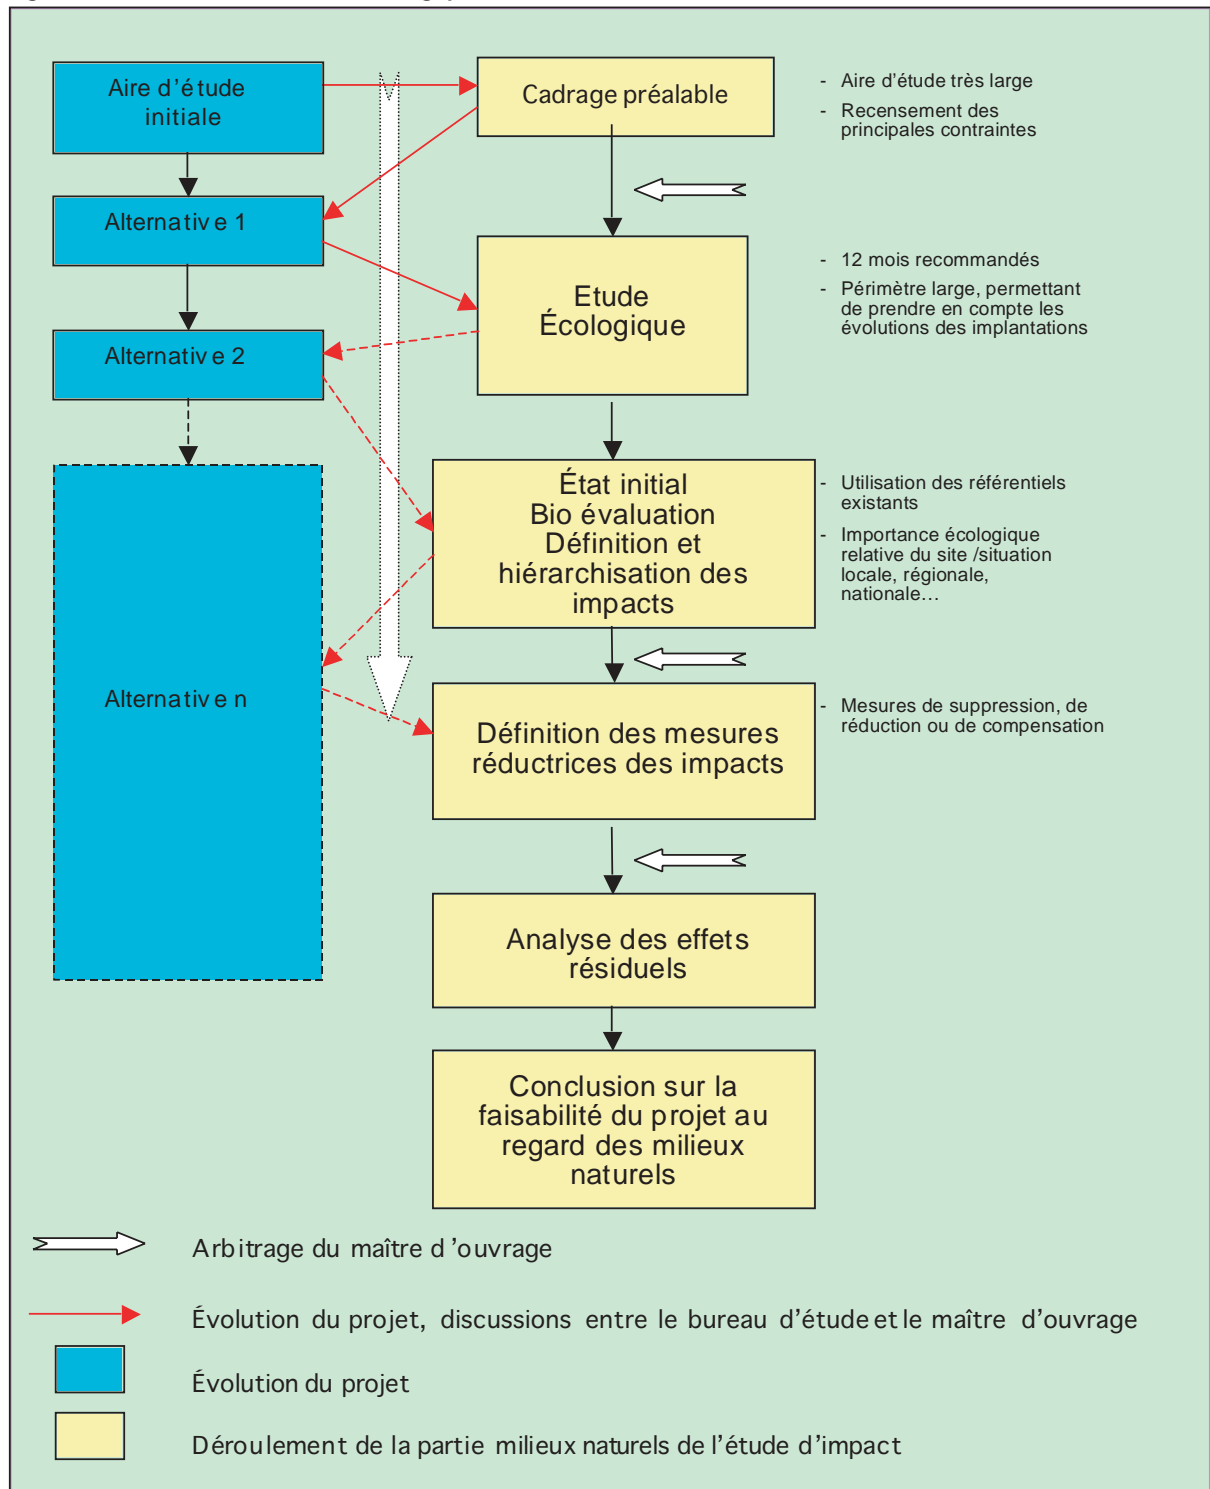 Aire d'étude
initiale
Cadrage préalable
- Aire d'étude très large
- Recensement des
principales contraintes
Alternative 1
Etude
Écologique
- 12 mois recommandés
- Périmètre large, permettant
de prendre en compte les
évolutions des implantations
Alternative 2
État initial
Bio évaluation
Définition et
hiérarchisation des
impacts
- Utilisation des référentiels
existants
- Importance écologique
relative du site /situation
locale, régionale,
nationale…
Alternative n
Définition des mesures
réductrices des impacts
- Mesures de suppression, de
réduction ou de compensation
Analyse des effets
résiduels
Conclusion sur la
faisabilité du projet au
regard des milieux
naturels
Arbitrage du maître d'ouvrage
Évolution du projet, discussions entre le bureau d'étude et le maître d'ouvrage
Évolution du projet
Déroulement de la partie milieux naturels de l'étude d'impact